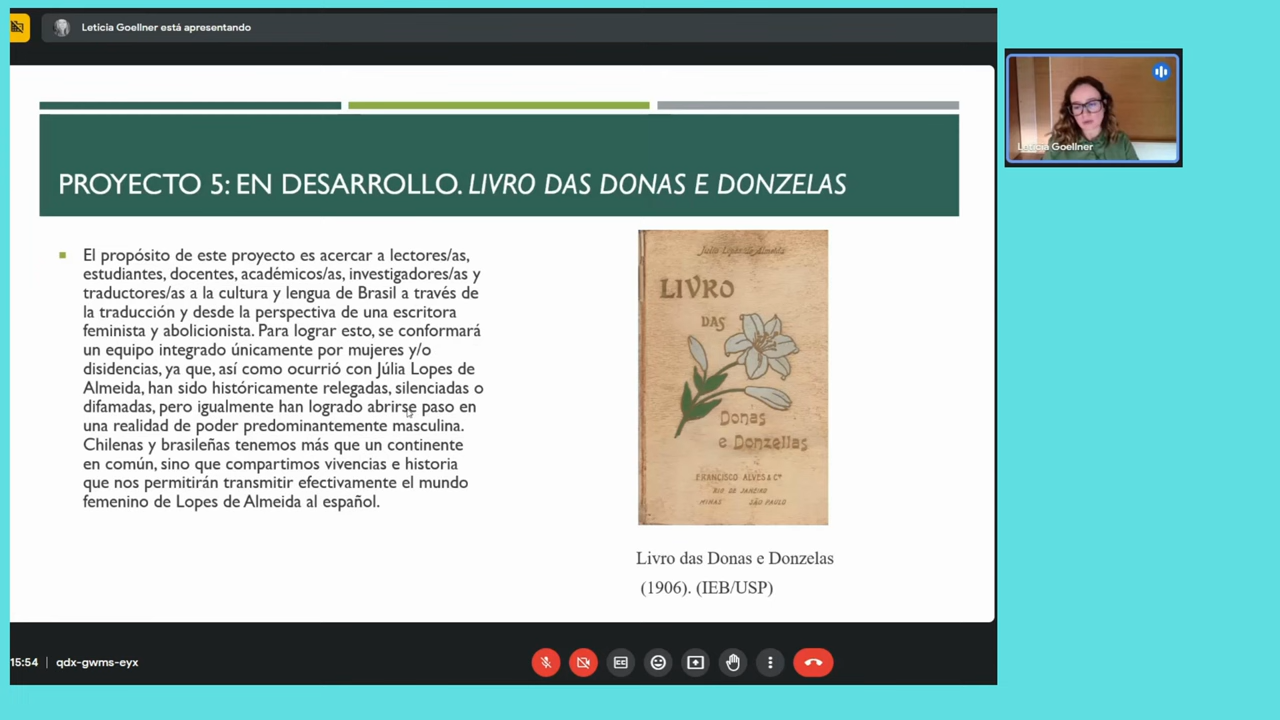 Leticia Goellner está apresentando
PROYECTO 5: EN DESARROLLO. LIVRO DAS DONAS E DONZELAS
El propósito de este proyecto es acercar a lectores/as,
estudiantes, docentes, académicos/as, investigadores/as y
traductores/as a la cultura y lengua de Brasil a través de
la traducción y desde la perspectiva de una escritora
feminista y abolicionista. Para lograr esto, se conformará
un equipo integrado únicamente por mujeres y/o
disidencias, ya que, así como ocurrió con Júlia Lopes de
Almeida, han sido históricamente relegadas, silenciadas o
difamadas, pero igualmente han logrado abrirse paso en
una realidad de poder predominantemente masculina.
Chilenas y brasileñas tenemos más que un continente
en común, sino que compartimos vivencias e historia
que nos permitirán transmitir efectivamente el mundo
femenino de Lopes de Almeida al español.
Julia Lopes de Almeida
LIVRO
DAS
Donas
e Donzellas
FRANCISCO ALVES & Cª
RIO DE JANEIRO
MINAS SÃO PAULO
Livro das Donas e Donzelas
(1906). (IEB/USP)
Leticia Goellner
15:54 | qdx-gwms-eyx